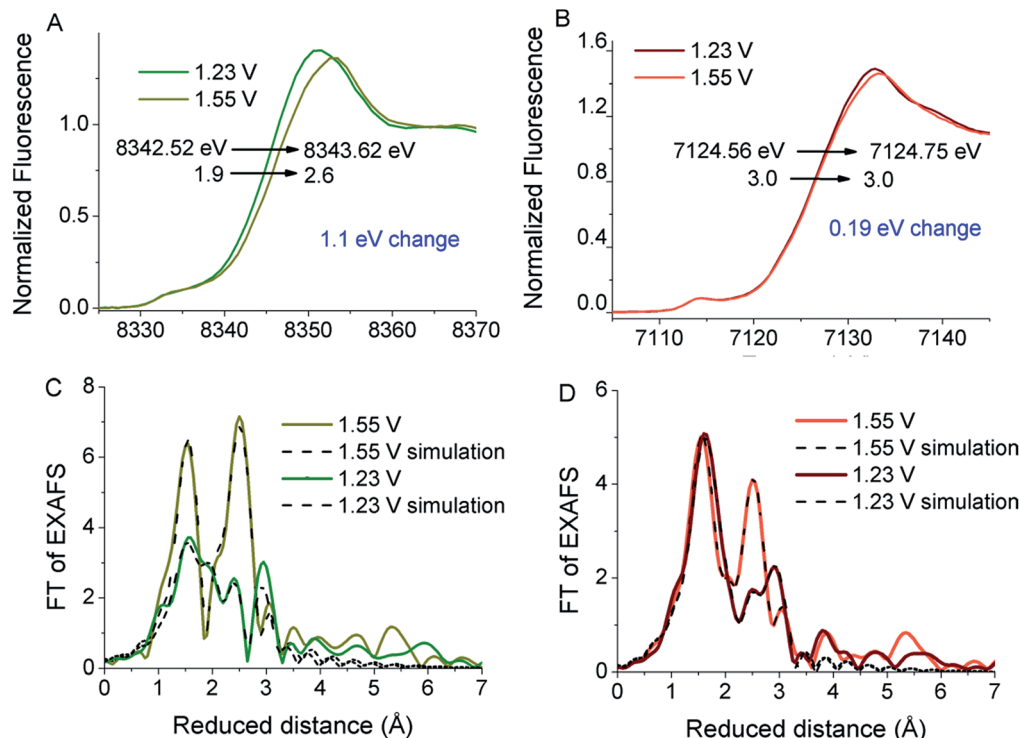 A
Normalized Fluorescence
1.23 V
1.55 V
1.0
0.5
0.0
8342.52 eV
8343.62 eV
1.9
2.6
1.1 eV change
8330
8340
8350
8360
8370
B
Normalized Fluorescence
1.23 V
1.55 V
1.6
1.2
0.8
0.4
0.0
7124.56 eV
7124.75 eV
3.0
3.0
0.19 eV change
7110
7120
7130
7140
C
FT of EXAFS
8
6
4
2
0
1.55 V
1.55 V simulation
1.23 V
1.23 V simulation
0 1 2 3 4 5 6 7
Reduced distance (Å)
D
FT of EXAFS
6
4
2
0
1.55 V
1.55 V simulation
1.23 V
1.23 V simulation
0 1 2 3 4 5 6 7
Reduced distance (Å)